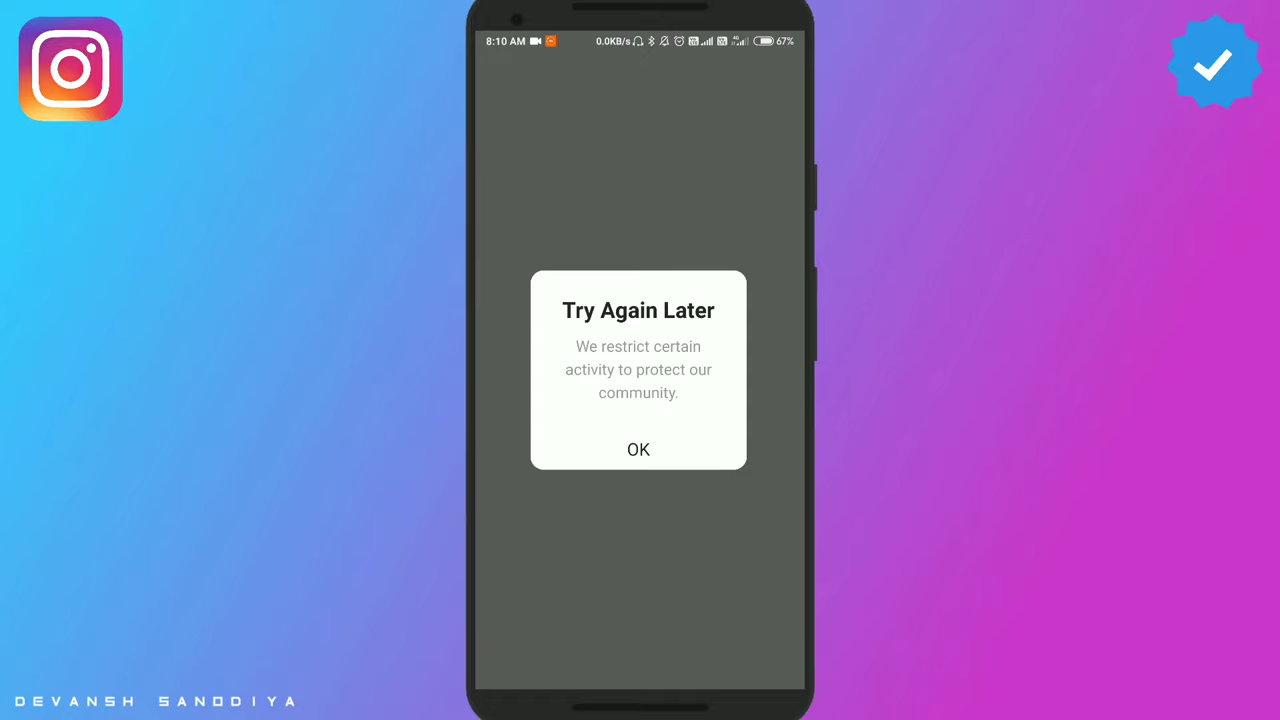 8:10 AM 0.0KB/s 67%
Try Again Later
We restrict certain
activity to protect our
community.
OK
DEVANSH SANODIYA